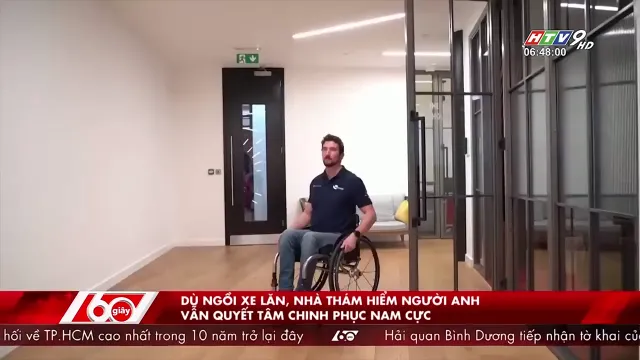 HTV9 HD
06:48:00
60 giây
DÙ NGỒI XE LĂN, NHÀ THÁM HIỂM NGƯỜI ANH
VẪN QUYẾT TÂM CHINH PHỤC NAM CỰC
hối về TP.HCM cao nhất trong 10 năm trở lại đây Hải quan Bình Dương tiếp nhận tờ khai củ